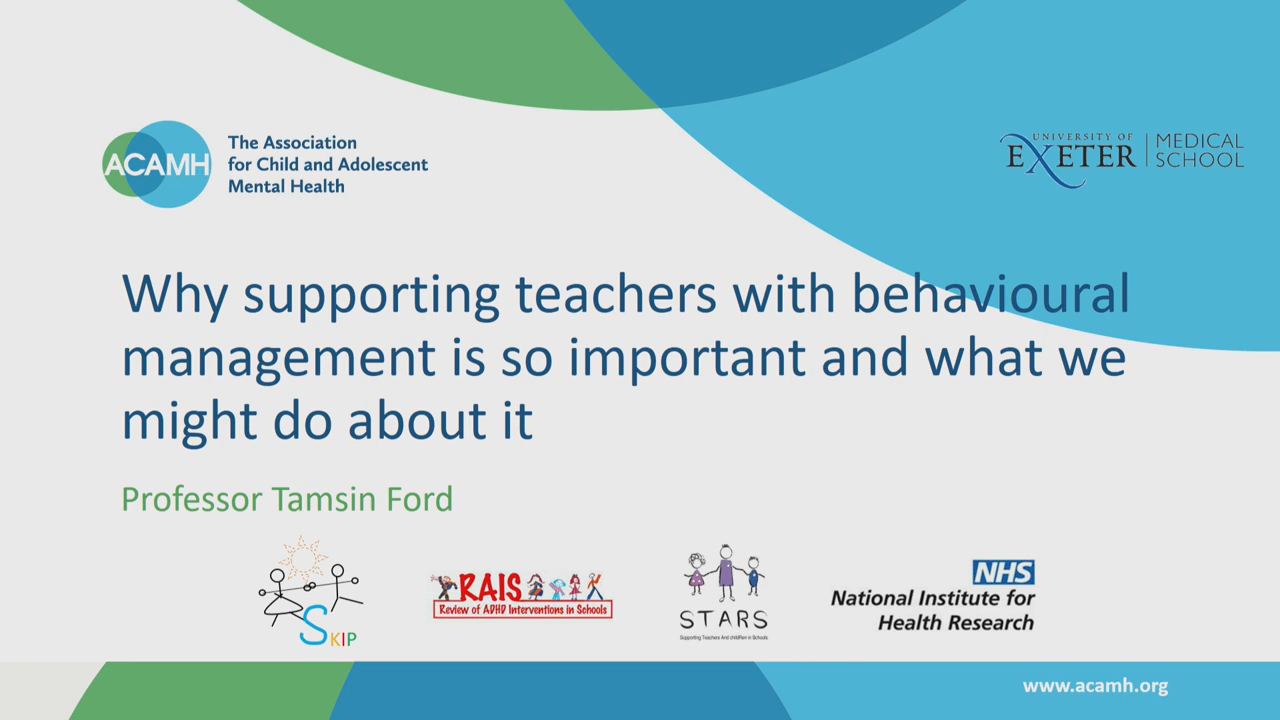 ACAMH
The Association
for Child and Adolescent
Mental Health
UNIVERSITY OF
EXETER
MEDICAL
SCHOOL
Why supporting teachers with behavioural
management is so important and what we
might do about it
Professor Tamsin Ford
SKIP
RAIS
Review of ADHD Interventions in Schools
STARS
Supporting Teachers And childRen in Schools
NHS
National Institute for
Health Research
www.acamh.org